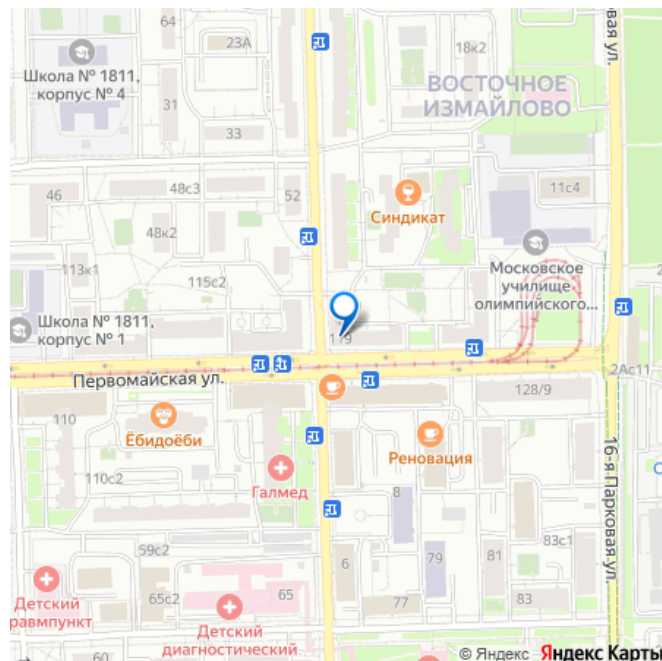 23А
18к2
овая ул.
Школа № 1811,
корпус № 4
64
31
33
ВОСТОЧНОЕ
ИЗМАЙЛОВО
46
48с3
52
Синдикат
11с4
48к2
113к1
115с2
Московское
училище
олимпийского...
Школа № 1811,
корпус № 1
119
Первомайская ул.
2Ас11
128/9
110
Ёбидоёби
Реновация
110с2
Галмед
8
16-я Парковая ул.
59с2
6
79
81
83с1
Детский
равмпункт
65с2
65
77
83
Детский
диагностический
60
© Яндекс Яндекс Карты